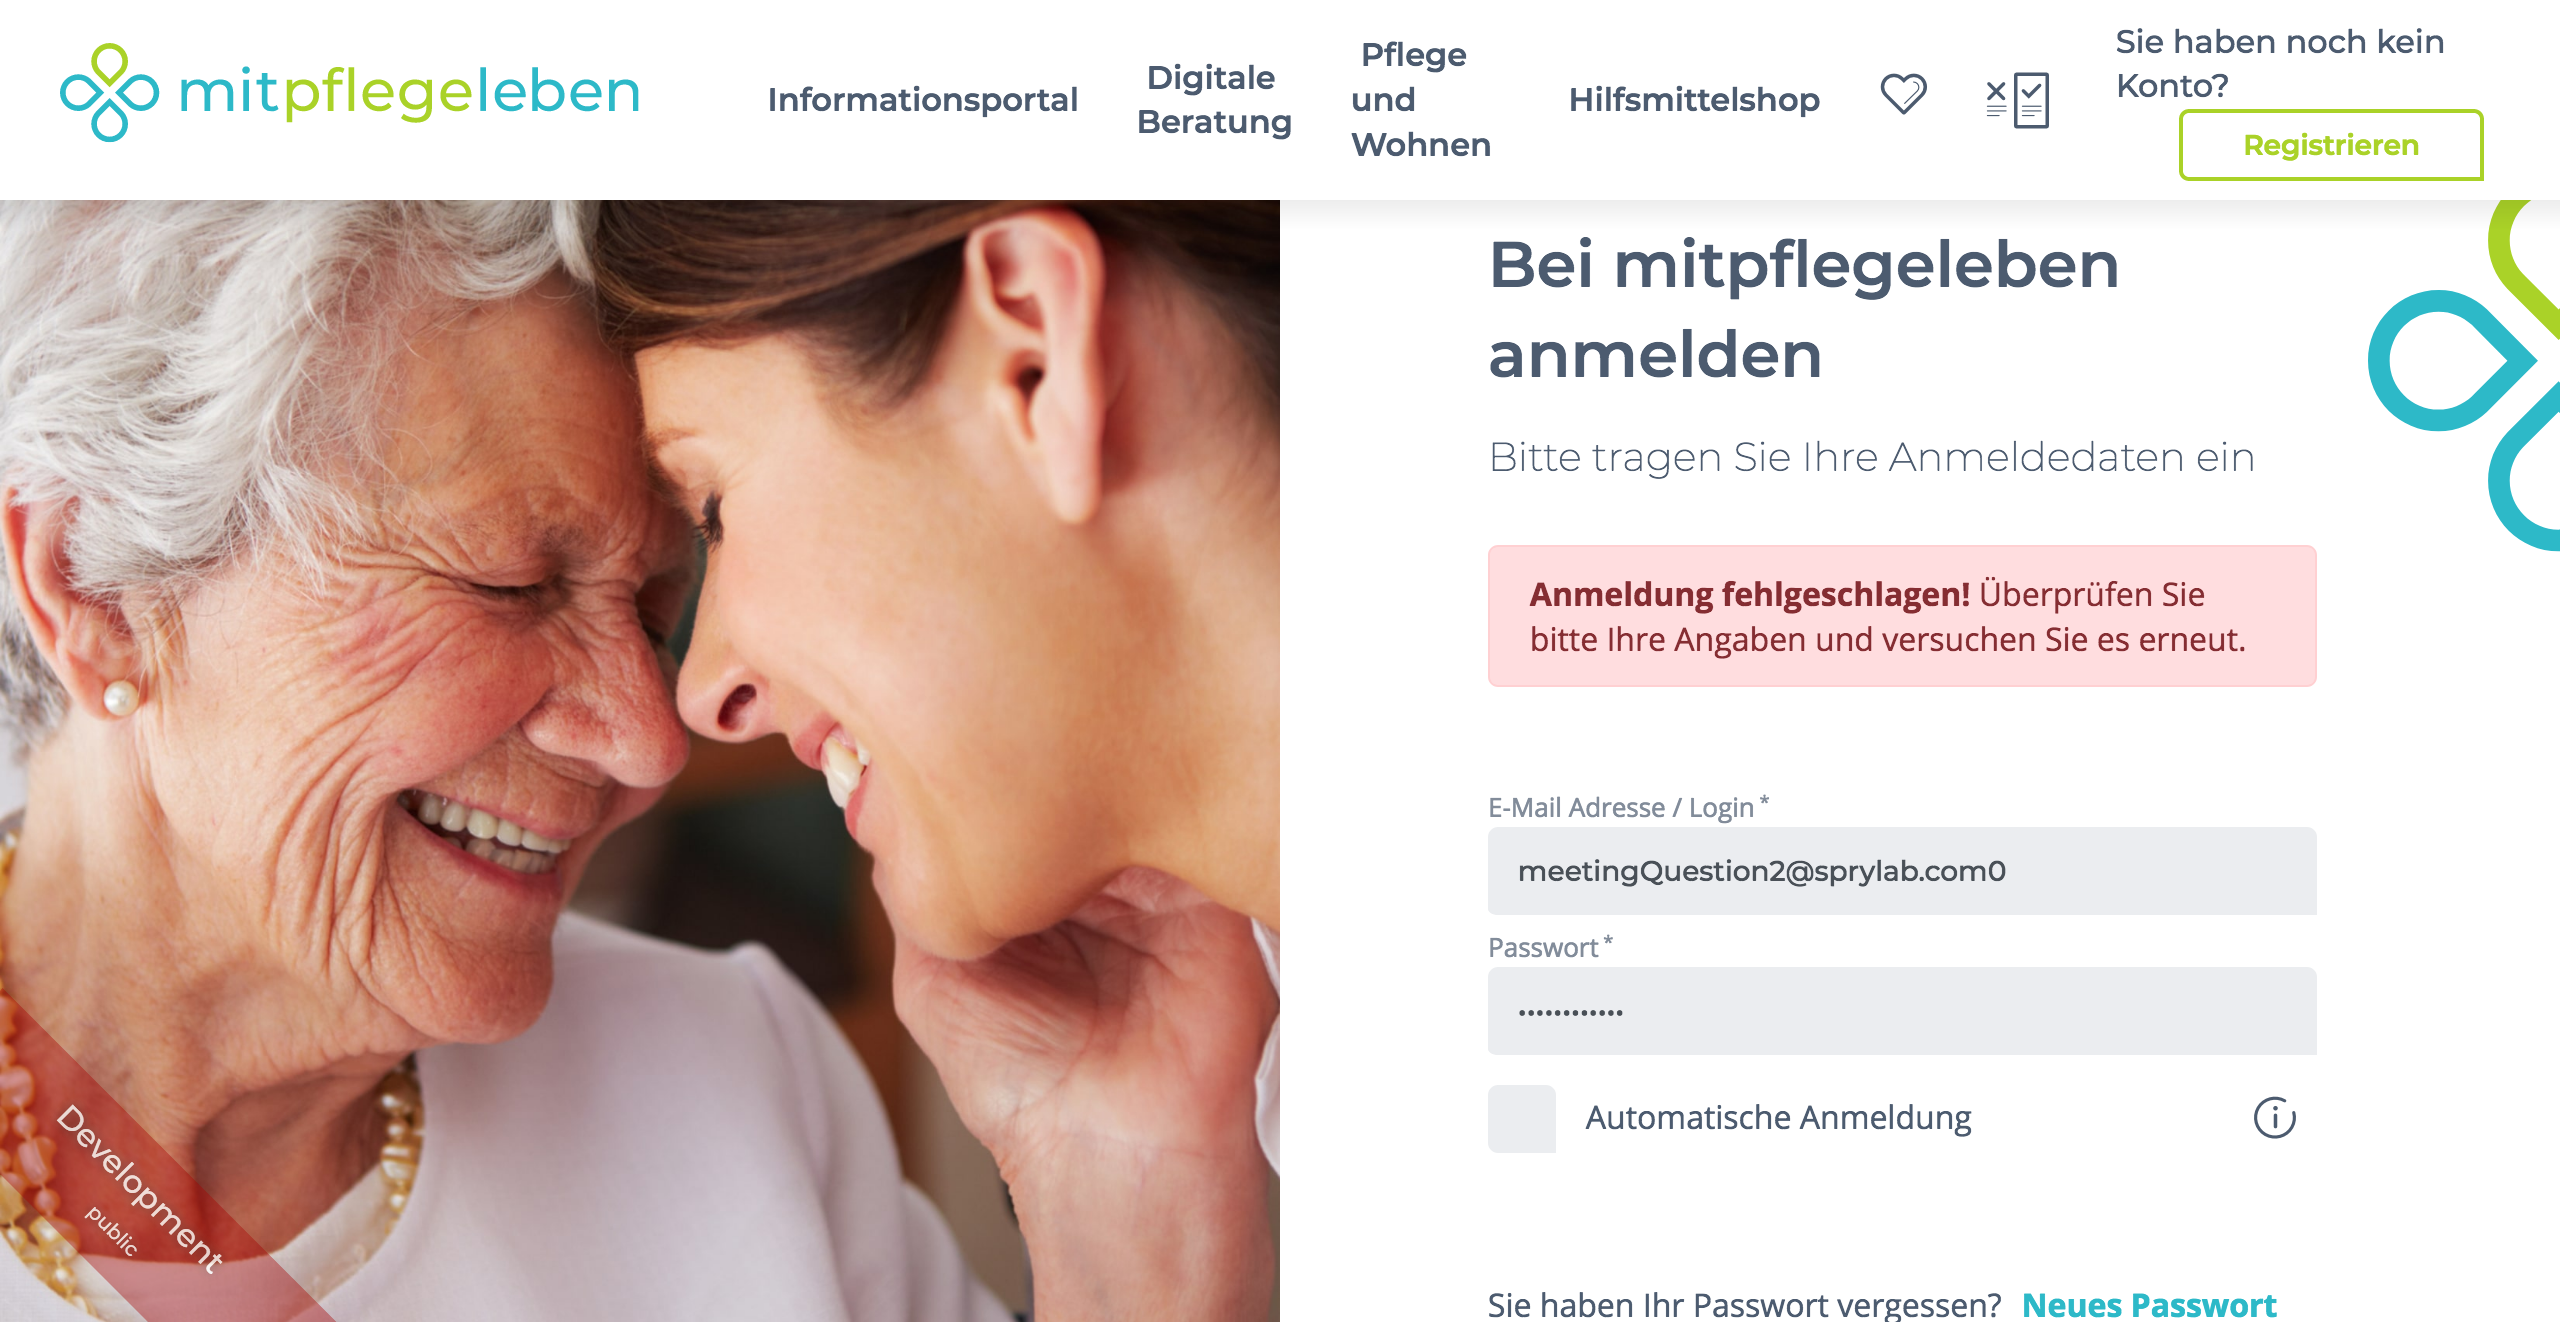 mitpflegeleben
Informationsportal
Digitale
Beratung
Pflege
und
Wohnen
Hilfsmittelshop
Sie haben noch kein
Konto?
Registrieren
Bei mitpflegeleben
anmelden
Bitte tragen Sie Ihre Anmeldedaten ein
Anmeldung fehlgeschlagen! Überprüfen Sie
bitte Ihre Angaben und versuchen Sie es erneut.
E-Mail Adresse / Login *
meetingQuestion2@sprylab.com0
Passwort *
••••••••••••
Automatische Anmeldung
Sie haben Ihr Passwort vergessen? Neues Passwort
Development
public